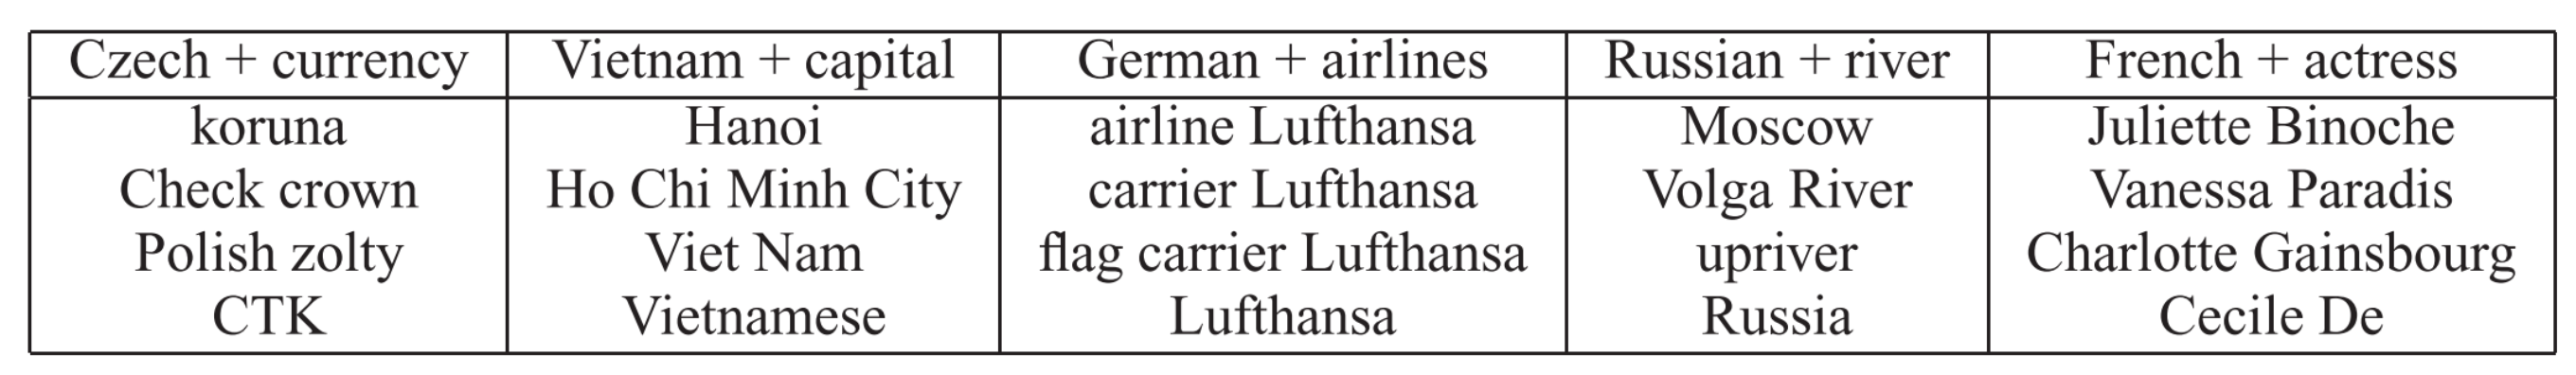 Czech + currency Vietnam + capital German + airlines Russian + river French + actress
koruna Hanoi airline Lufthansa Moscow Juliette Binoche
Check crown Ho Chi Minh City carrier Lufthansa Volga River Vanessa Paradis
Polish zolty Viet Nam flag carrier Lufthansa upriver Charlotte Gainsbourg
CTK Vietnamese Lufthansa Russia Cecile De